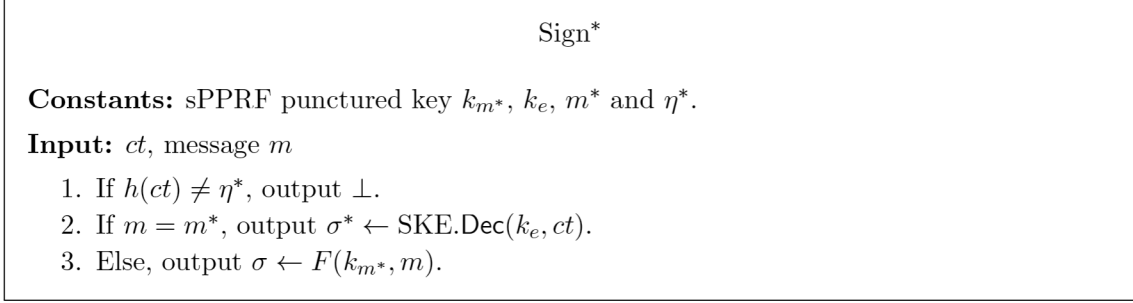 Sign*
Constants: sPPRF punctured key k_{m*}, k_e, m* and η*.
Input: ct, message m
1. If h(ct) ≠ η*, output ⊥.
2. If m = m*, output σ* ← SKE.Dec(k_e, ct).
3. Else, output σ ← F(k_{m*}, m).